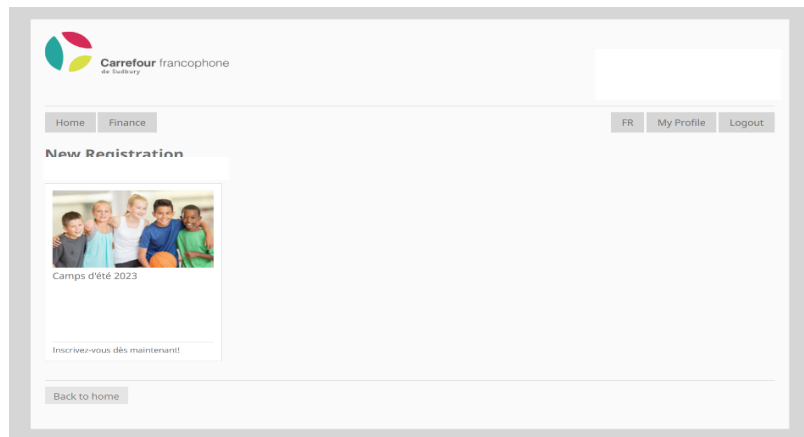 Carrefour francophone
de Sudbury
Home Finance FR My Profile Logout
New Registration
Camps d'été 2023
Inscrivez-vous dès maintenant!
Back to home